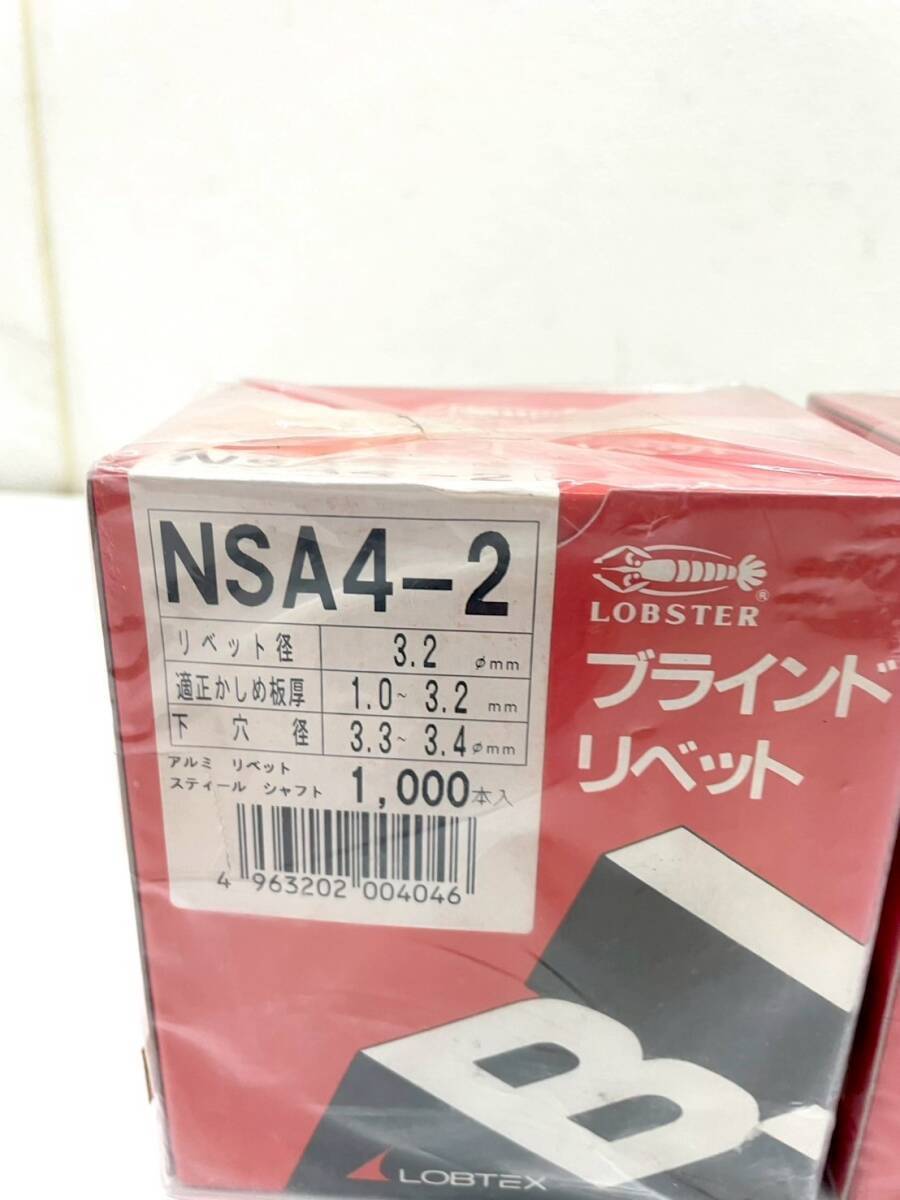 NSA4-2
NSA4-2
リベット径 3.2 φmm
適正かしめ板厚 1.0~3.2 mm
下穴径 3.3~3.4 φmm
アルミ リベット
スティール シャフト 1,000本入
4 963202 004046
LOBSTER ®
ブラインド
リベット
B
LOBTEX